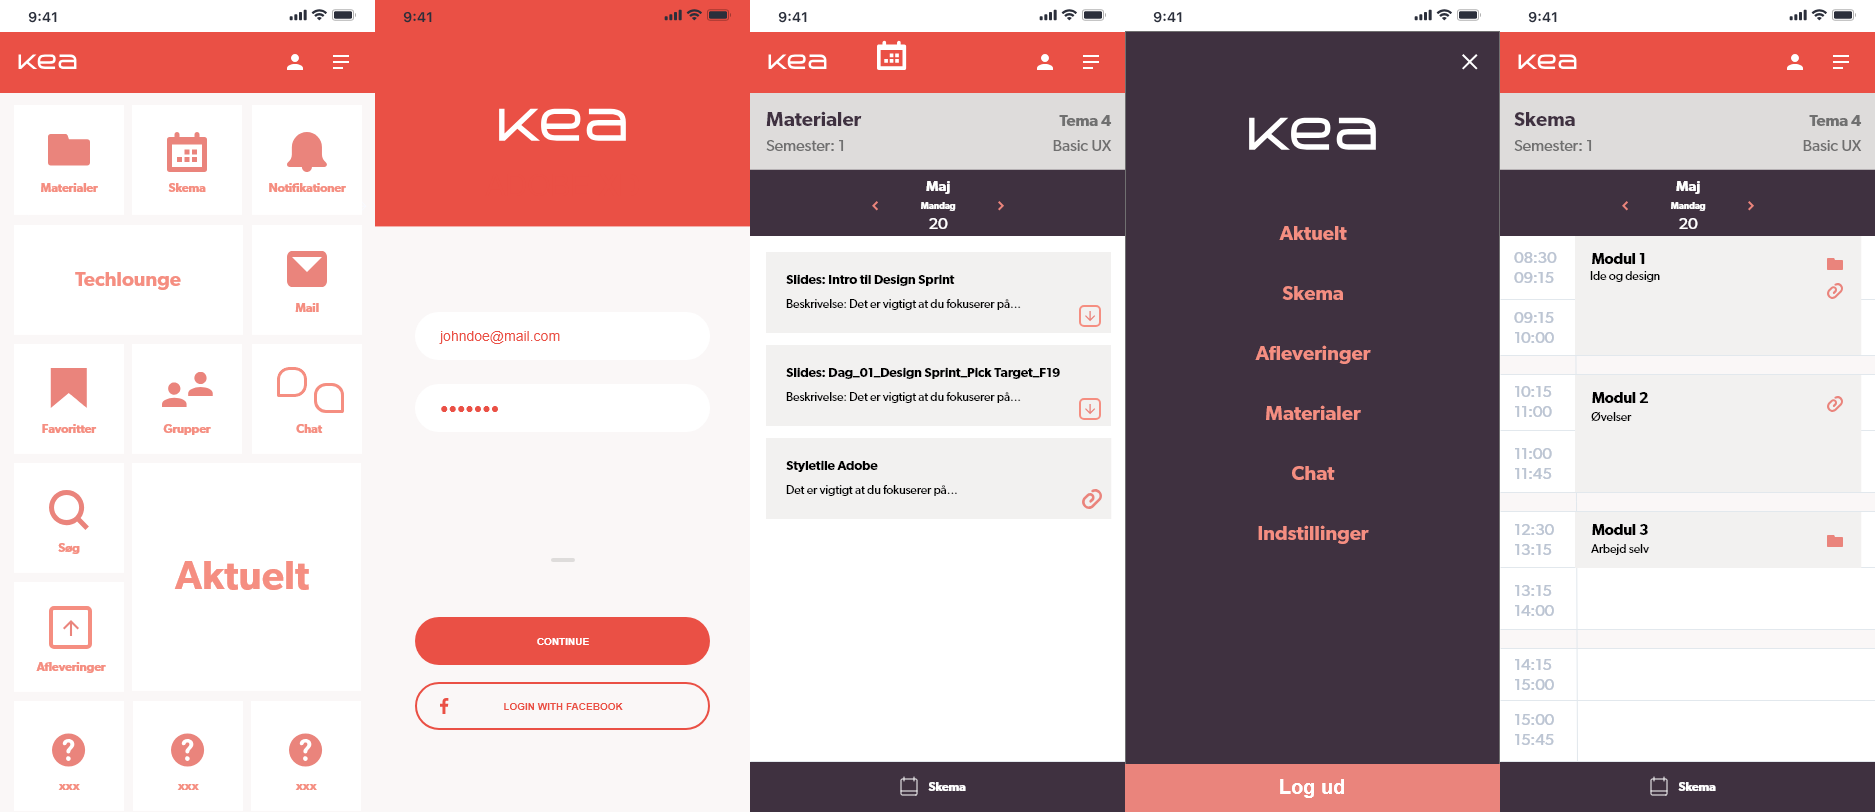 9:41
kea
Materialer
Skema
Notifikationer
Techlounge
Mail
Favoritter
Grupper
Chat
Søg
Aktuelt
Afleveringer
? ? ?
xxx xxx xxx
9:41
kea
johndoe@mail.com
CONTINUE
f LOGIN WITH FACEBOOK
9:41
kea
Materialer Tema 4
Semester: 1 Basic UX
Maj
Mandag
20
Slides: Intro til Design Sprint
Beskrivelse: Det er vigtigt at du fokuserer på...
Slides: Dag_01_Design Sprint_Pick Target_F19
Beskrivelse: Det er vigtigt at du fokuserer på...
Styletile Adobe
Det er vigtigt at du fokuserer på...
Skema
9:41
kea
Aktuelt
Skema
Afleveringer
Materialer
Chat
Indstillinger
Log ud
9:41
kea
Skema Tema 4
Semester: 1 Basic UX
Maj
Mandag
20
08:30
09:15
Modul 1
Ide og design
09:15
10:00
10:15
11:00
Modul 2
Øvelser
11:00
11:45
12:30
13:15
Modul 3
Arbejd selv
13:15
14:00
14:15
15:00
15:00
15:45
Skema